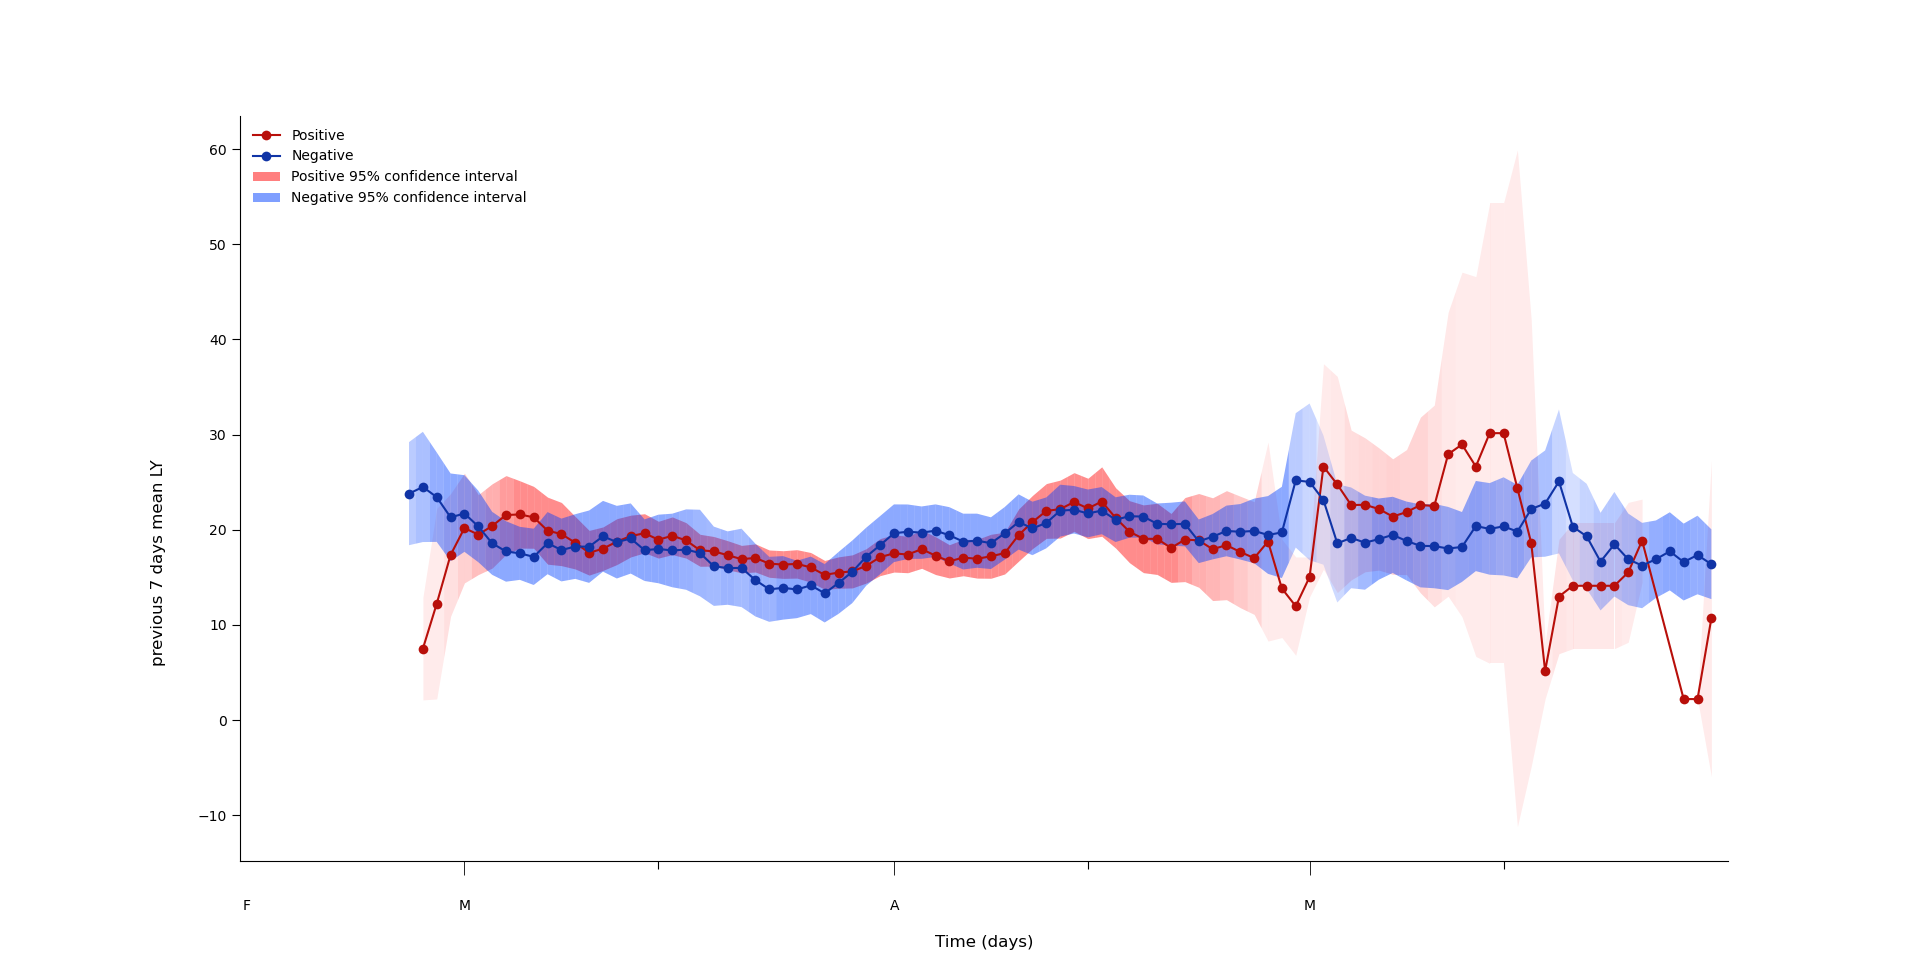 Positive
Negative
Positive 95% confidence interval
Negative 95% confidence interval
60
50
40
30
20
10
0
−10
previous 7 days mean LY
F M A M
Time (days)